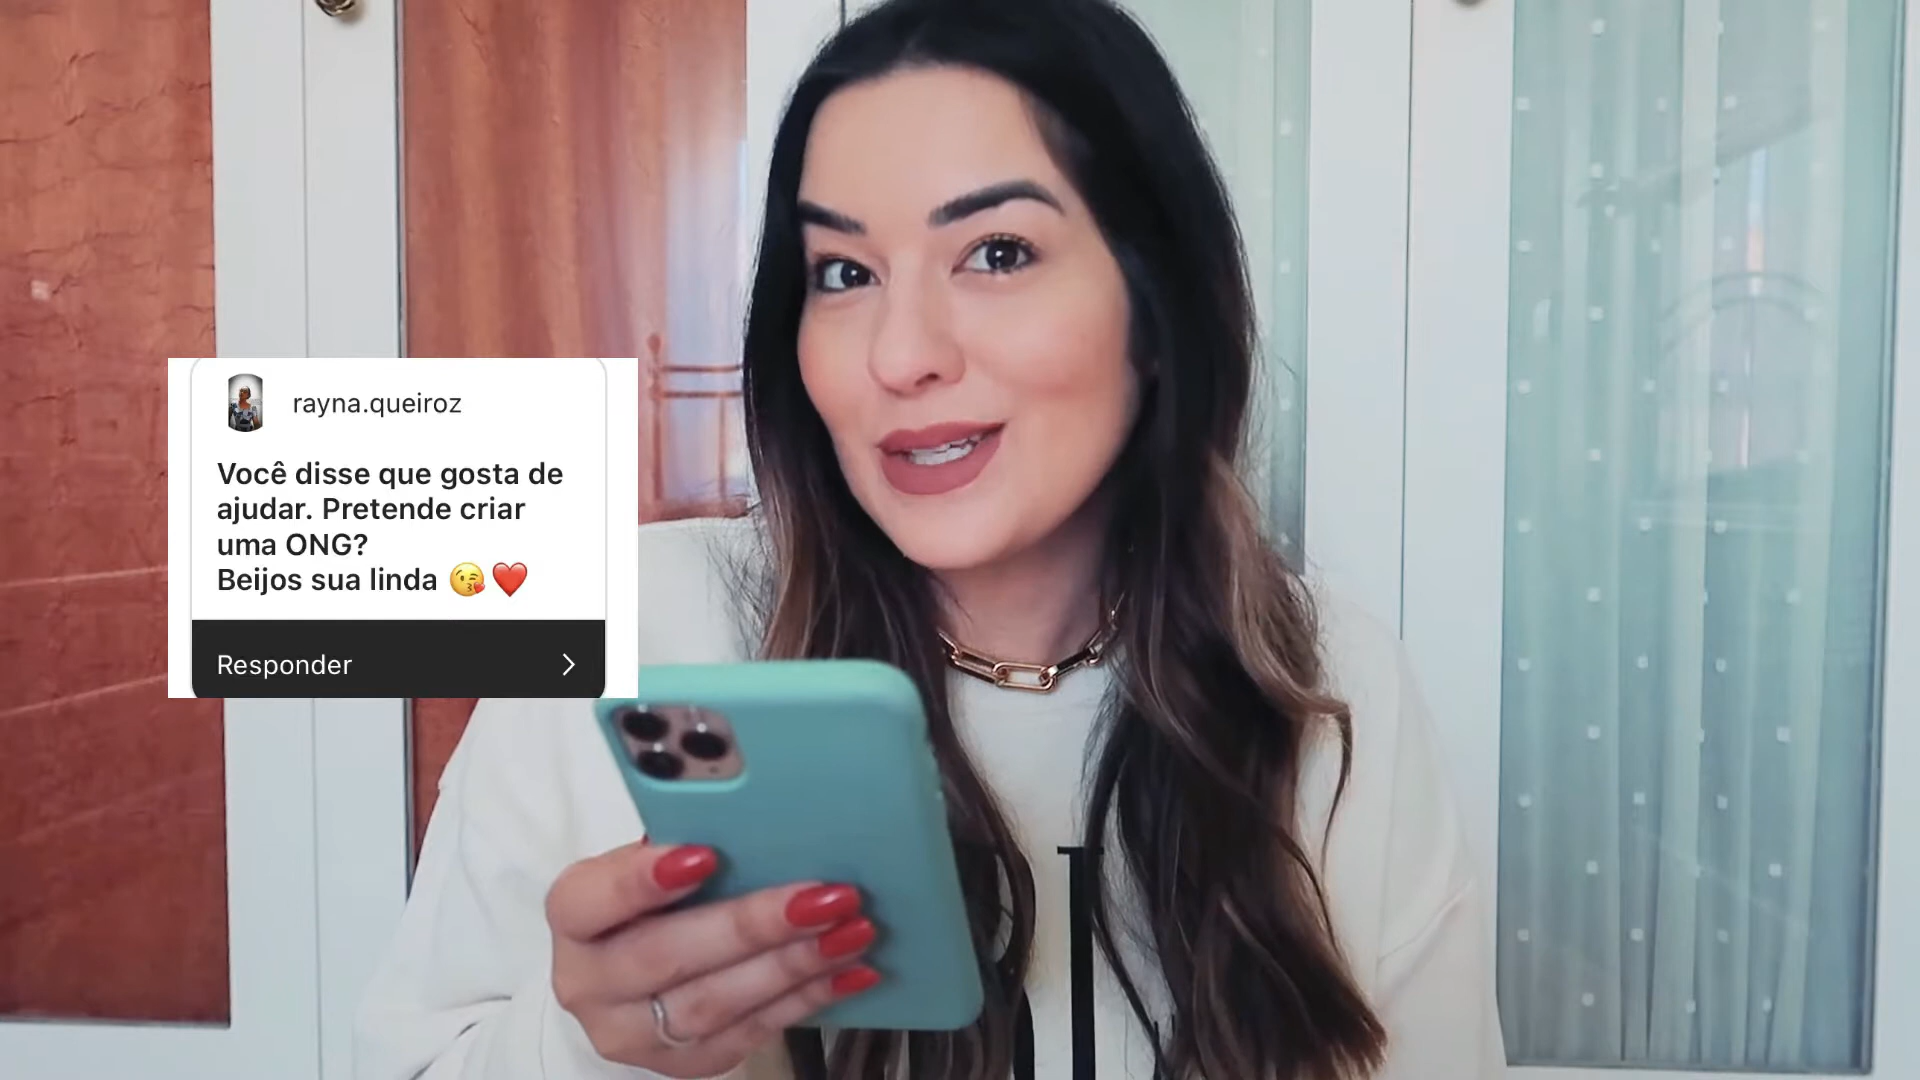 rayna.queiroz
Você disse que gosta de
ajudar. Pretende criar
uma ONG?
Beijos sua linda 😘❤️
Responder